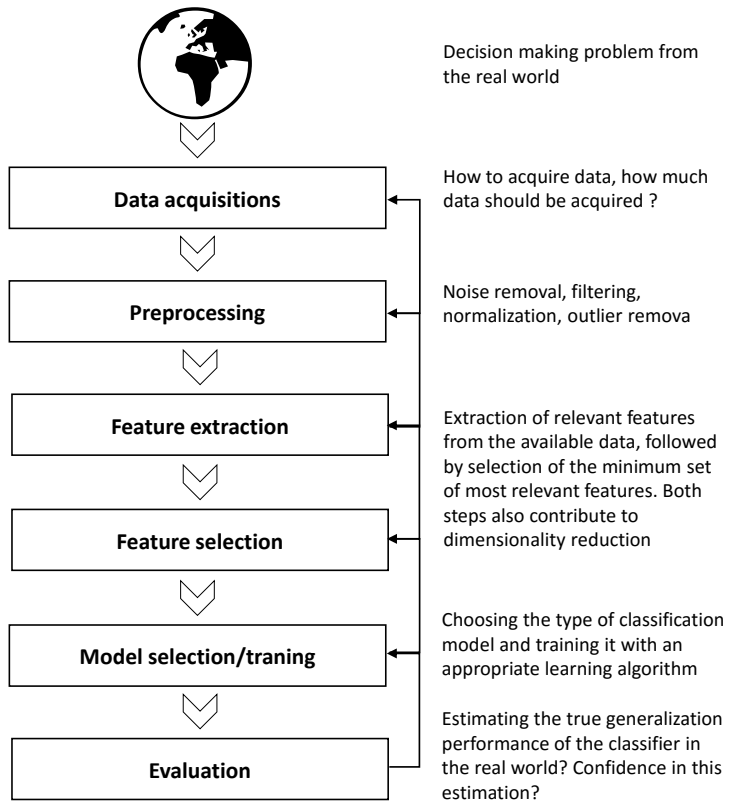 Decision making problem from
the real world
Data acquisitions
How to acquire data, how much
data should be acquired ?
Preprocessing
Noise removal, filtering,
normalization, outlier remova
Feature extraction
Extraction of relevant features
from the available data, followed
by selection of the minimum set
of most relevant features. Both
steps also contribute to
dimensionality reduction
Feature selection
Model selection/traning
Choosing the type of classification
model and training it with an
appropriate learning algorithm
Evaluation
Estimating the true generalization
performance of the classifier in
the real world? Confidence in this
estimation?